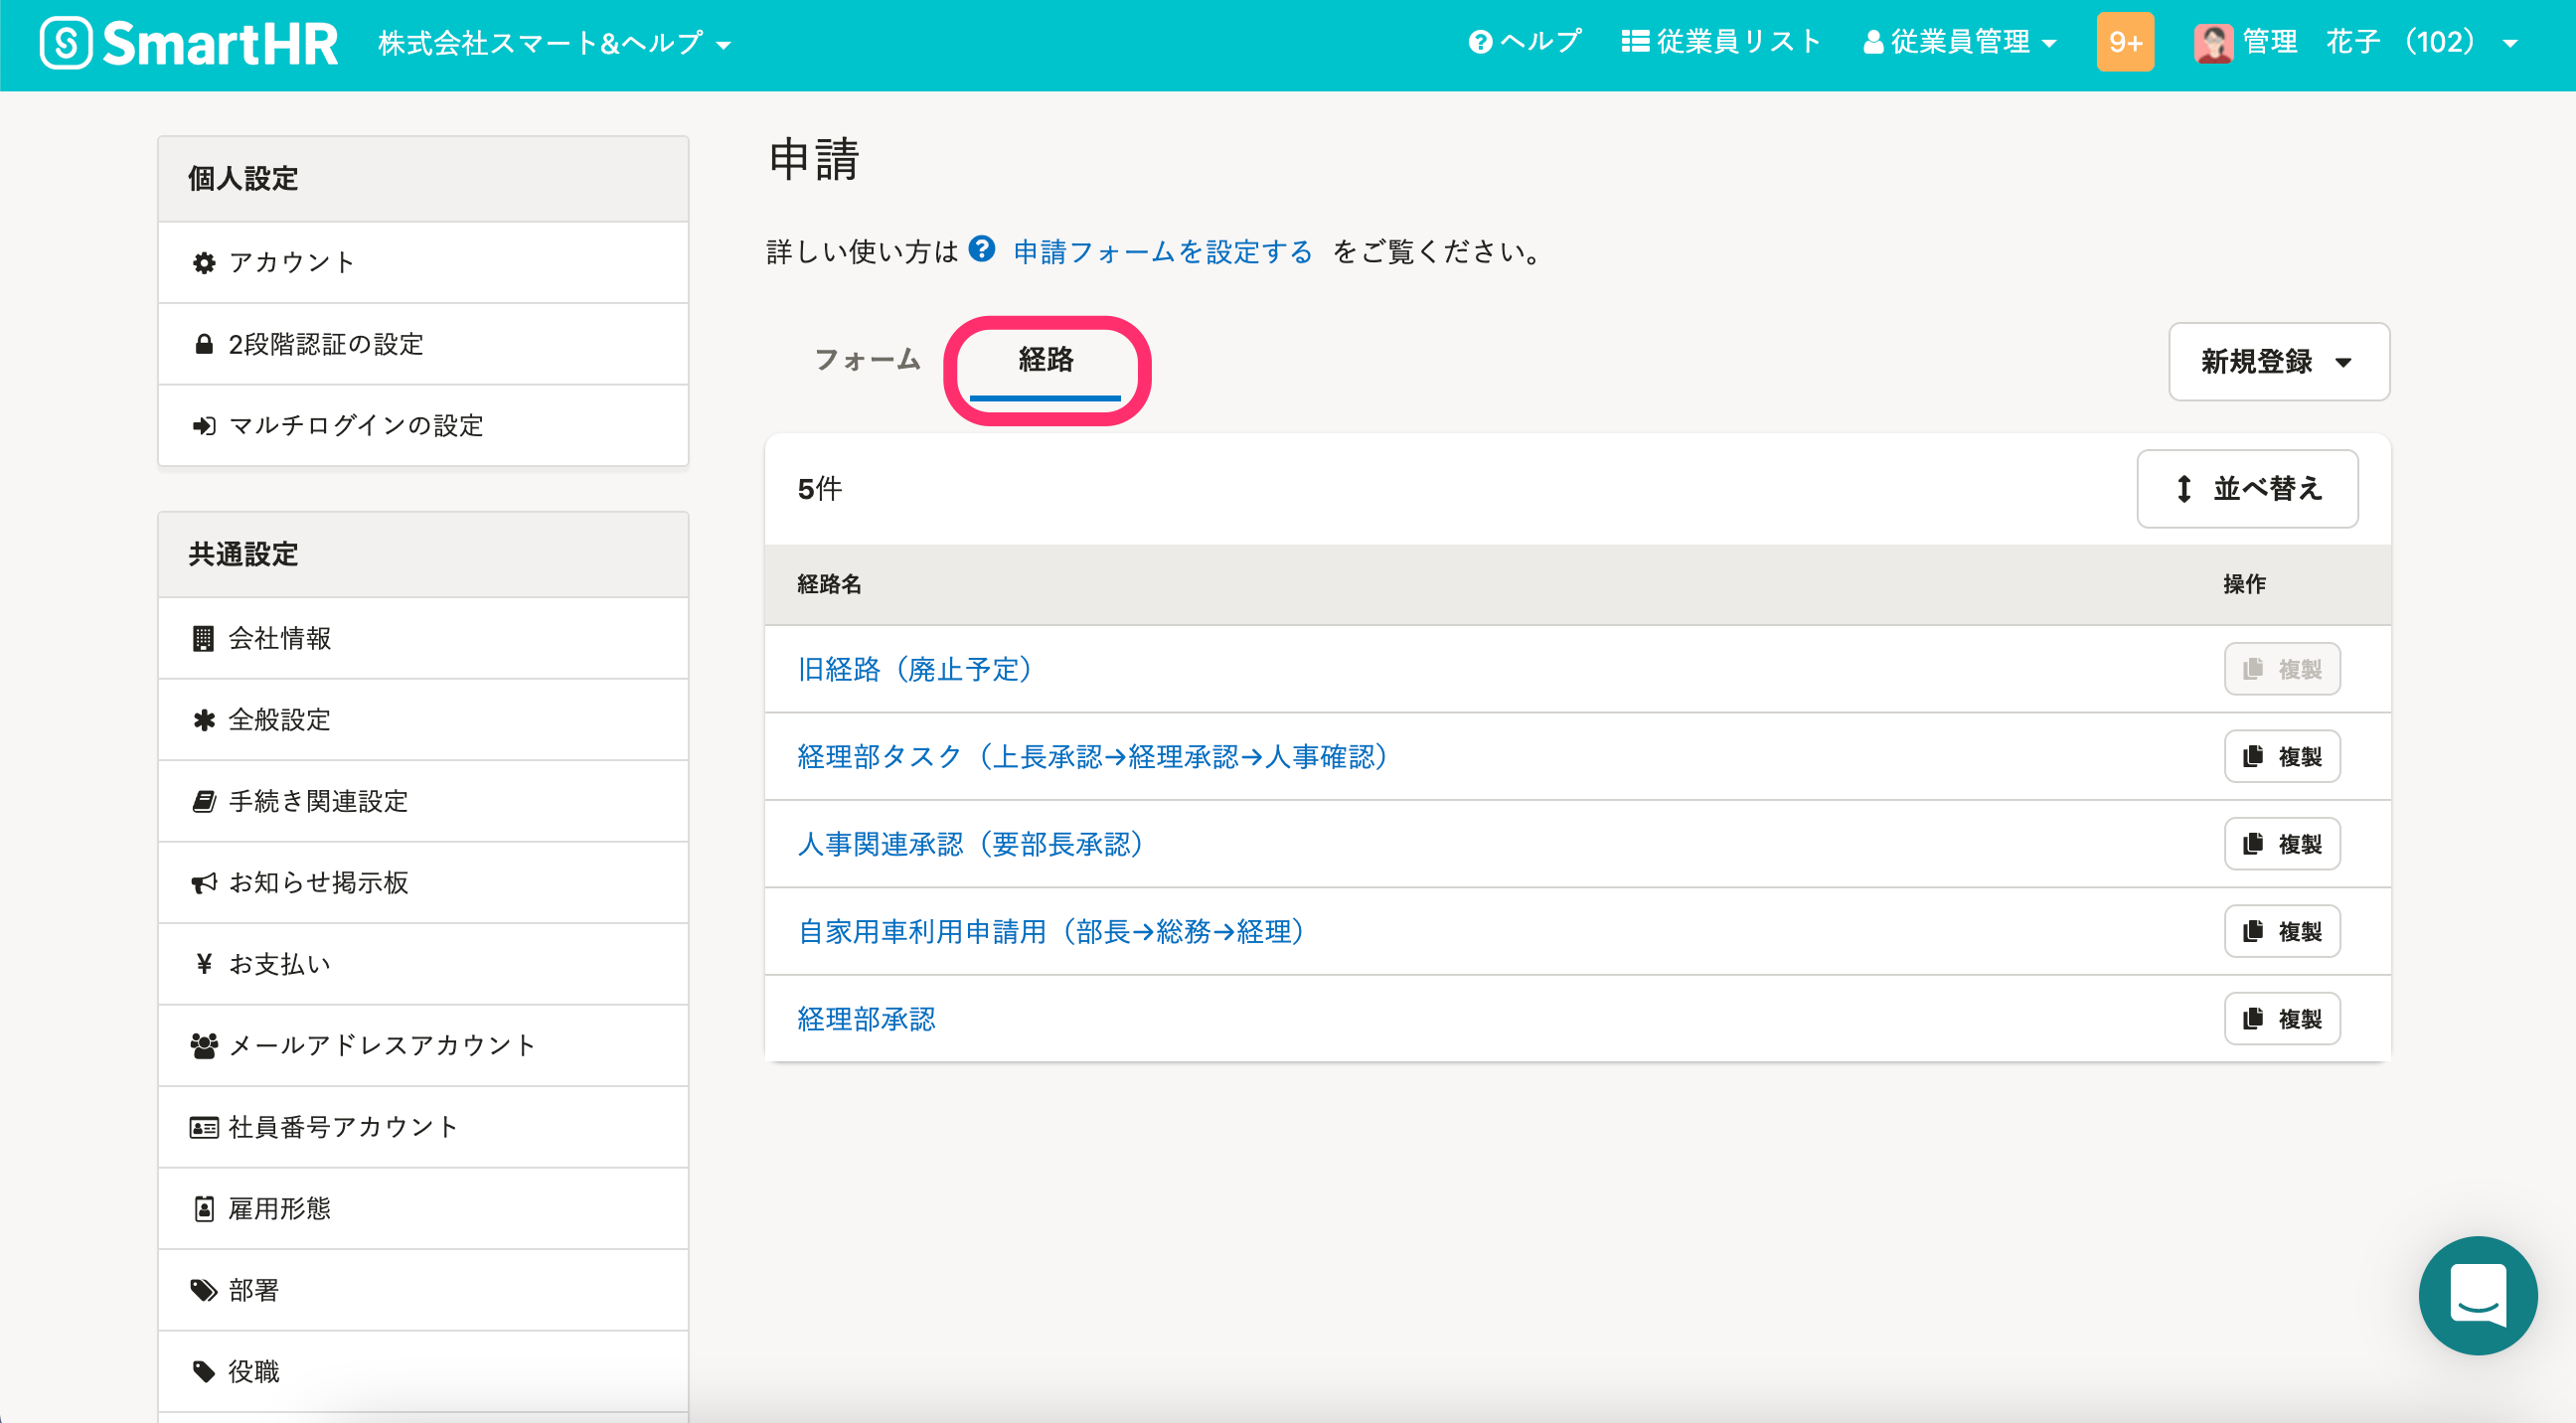 SmartHR 株式会社スマート&ヘルプ ヘルプ 従業員リスト 従業員管理 9+ 管理 花子 (102)
個人設定
アカウント
2段階認証の設定
マルチログインの設定
共通設定
会社情報
全般設定
手続き関連設定
お知らせ掲示板
¥ お支払い
メールアドレスアカウント
社員番号アカウント
雇用形態
部署
役職
申請
詳しい使い方は ? 申請フォームを設定する をご覧ください。
フォーム 経路 新規登録
5件 並べ替え
経路名 操作
旧経路（廃止予定） 複製
経理部タスク（上長承認→経理承認→人事確認） 複製
人事関連承認（要部長承認） 複製
自家用車利用申請用（部長→総務→経理） 複製
経理部承認 複製